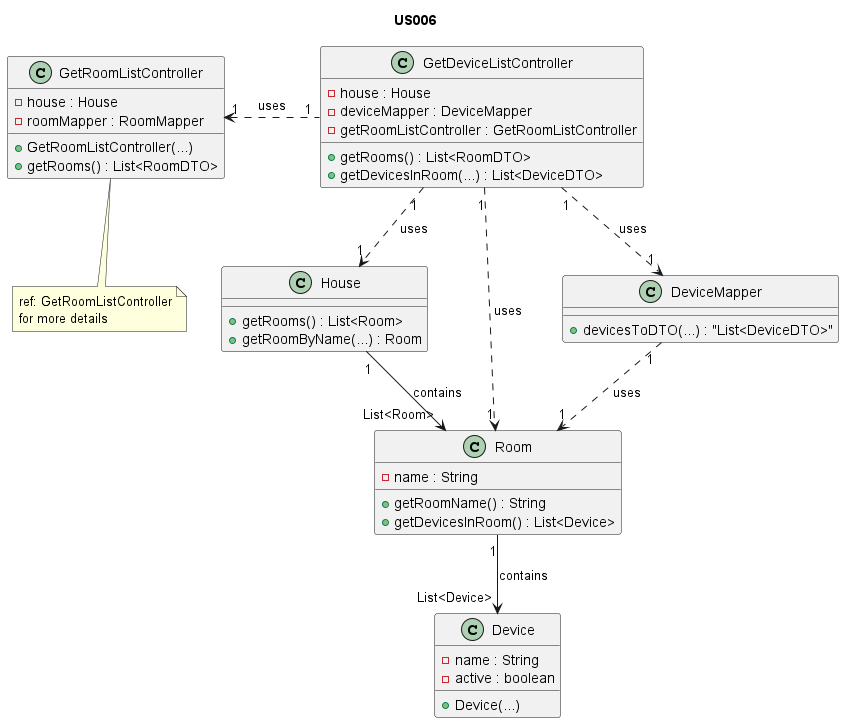 US006
C GetRoomListController
house : House
roomMapper : RoomMapper
GetRoomListController(...)
getRooms() : List<RoomDTO>
1 uses 1
C GetDeviceListController
house : House
deviceMapper : DeviceMapper
getRoomListController : GetRoomListController
getRooms() : List<RoomDTO>
getDevicesInRoom(...) : List<DeviceDTO>
1
1
1
uses
uses
1
1
ref: GetRoomListController
for more details
C House
getRooms() : List<Room>
getRoomByName(...) : Room
uses
C DeviceMapper
devicesToDTO(...) : "List<DeviceDTO>"
1
1
contains
uses
List<Room>
1
1
C Room
name : String
getRoomName() : String
getDevicesInRoom() : List<Device>
1
contains
List<Device>
C Device
name : String
active : boolean
Device(...)